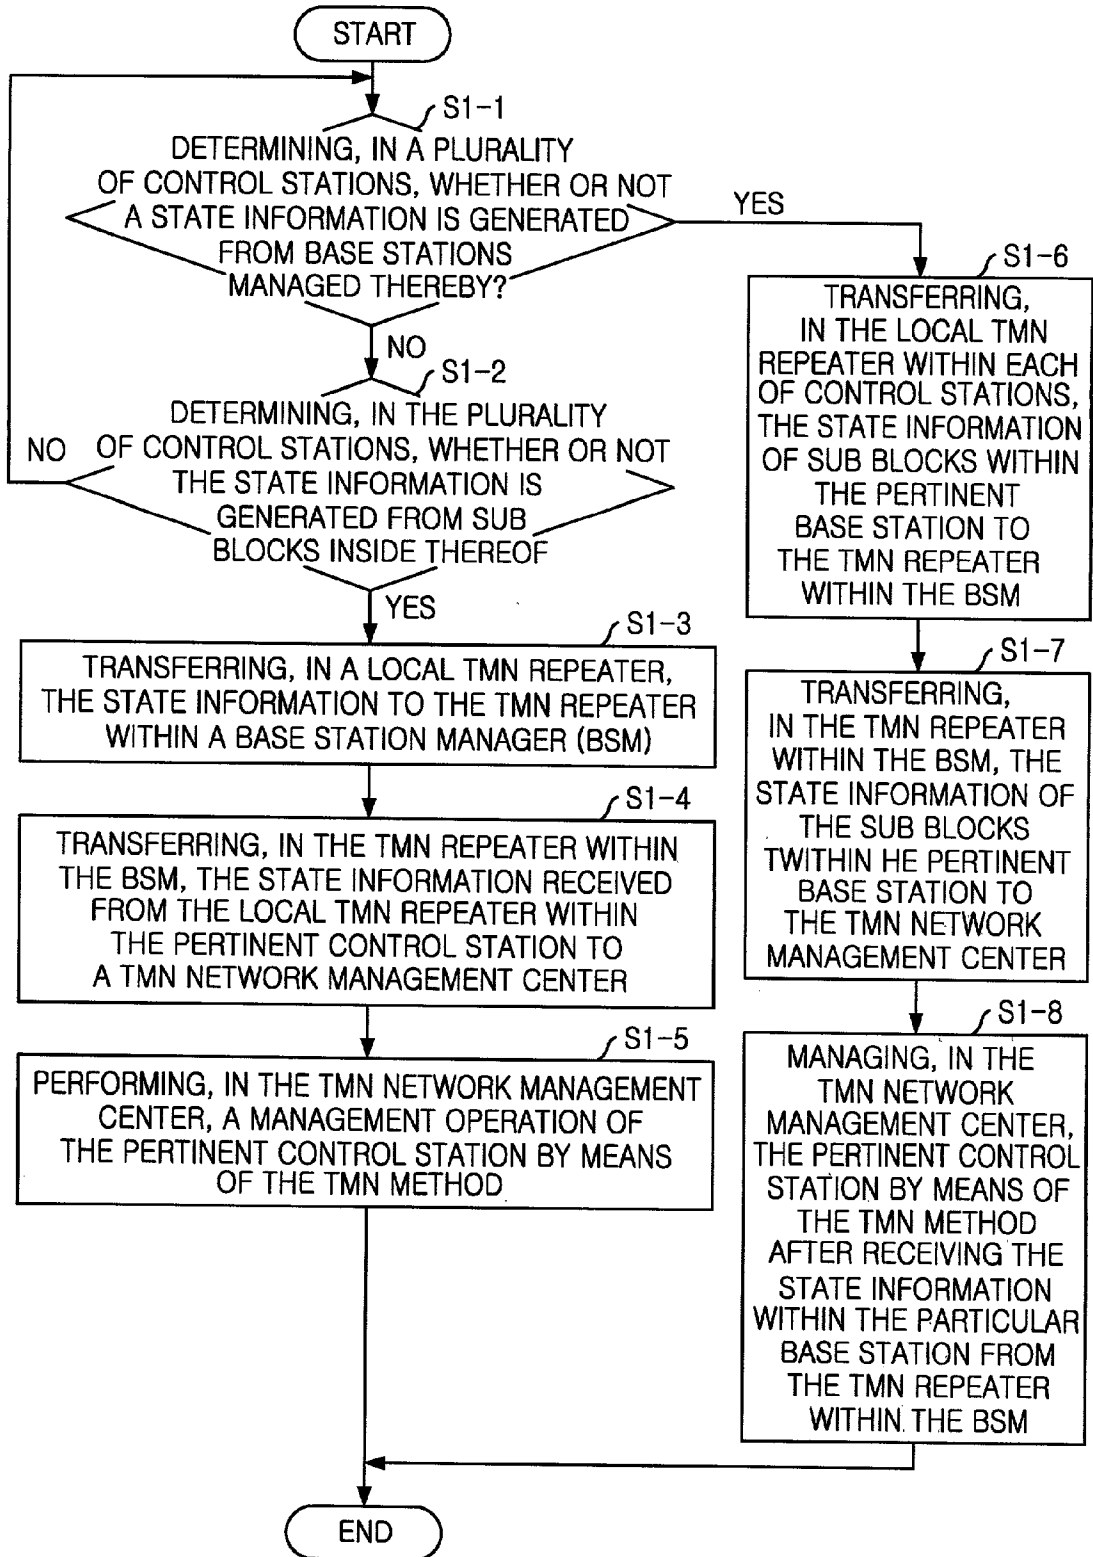 START
S1-1
DETERMINING, IN A PLURALITY
OF CONTROL STATIONS, WHETHER OR NOT
A STATE INFORMATION IS GENERATED
FROM BASE STATIONS
MANAGED THEREBY?
YES
NO
S1-2
DETERMINING, IN THE PLURALITY
OF CONTROL STATIONS, WHETHER OR NOT
THE STATE INFORMATION IS
GENERATED FROM SUB
BLOCKS INSIDE THEREOF
NO
YES
S1-3
TRANSFERRING, IN A LOCAL TMN REPEATER,
THE STATE INFORMATION TO THE TMN REPEATER
WITHIN A BASE STATION MANAGER (BSM)
S1-4
TRANSFERRING, IN THE TMN REPEATER WITHIN
THE BSM, THE STATE INFORMATION RECEIVED
FROM THE LOCAL TMN REPEATER WITHIN
THE PERTINENT CONTROL STATION TO
A TMN NETWORK MANAGEMENT CENTER
S1-5
PERFORMING, IN THE TMN NETWORK MANAGEMENT
CENTER, A MANAGEMENT OPERATION OF
THE PERTINENT CONTROL STATION BY MEANS
OF THE TMN METHOD
S1-6
TRANSFERRING,
IN THE LOCAL TMN
REPEATER WITHIN EACH
OF CONTROL STATIONS,
THE STATE INFORMATION
OF SUB BLOCKS WITHIN
THE PERTINENT
BASE STATION TO
THE TMN REPEATER
WITHIN THE BSM
S1-7
TRANSFERRING,
IN THE TMN REPEATER
WITHIN THE BSM, THE
STATE INFORMATION OF
THE SUB BLOCKS
TWITHIN HE PERTINENT
BASE STATION TO
THE TMN NETWORK
MANAGEMENT CENTER
S1-8
MANAGING, IN THE
TMN NETWORK
MANAGEMENT CENTER,
THE PERTINENT CONTROL
STATION BY MEANS OF
THE TMN METHOD
AFTER RECEIVING THE
STATE INFORMATION
WITHIN THE PARTICULAR
BASE STATION FROM
THE TMN REPEATER
WITHIN THE BSM
END